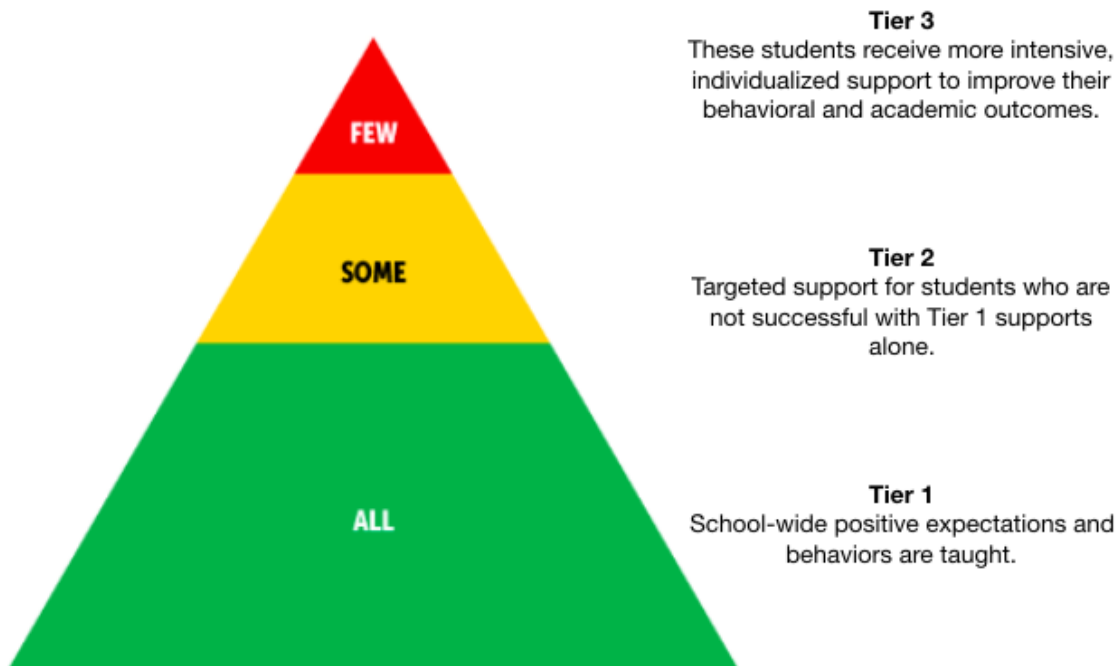 Tier 3
These students receive more intensive,
individualized support to improve their
behavioral and academic outcomes.
FEW
Tier 2
Targeted support for students who are
not successful with Tier 1 supports
alone.
SOME
Tier 1
School-wide positive expectations and
behaviors are taught.
ALL